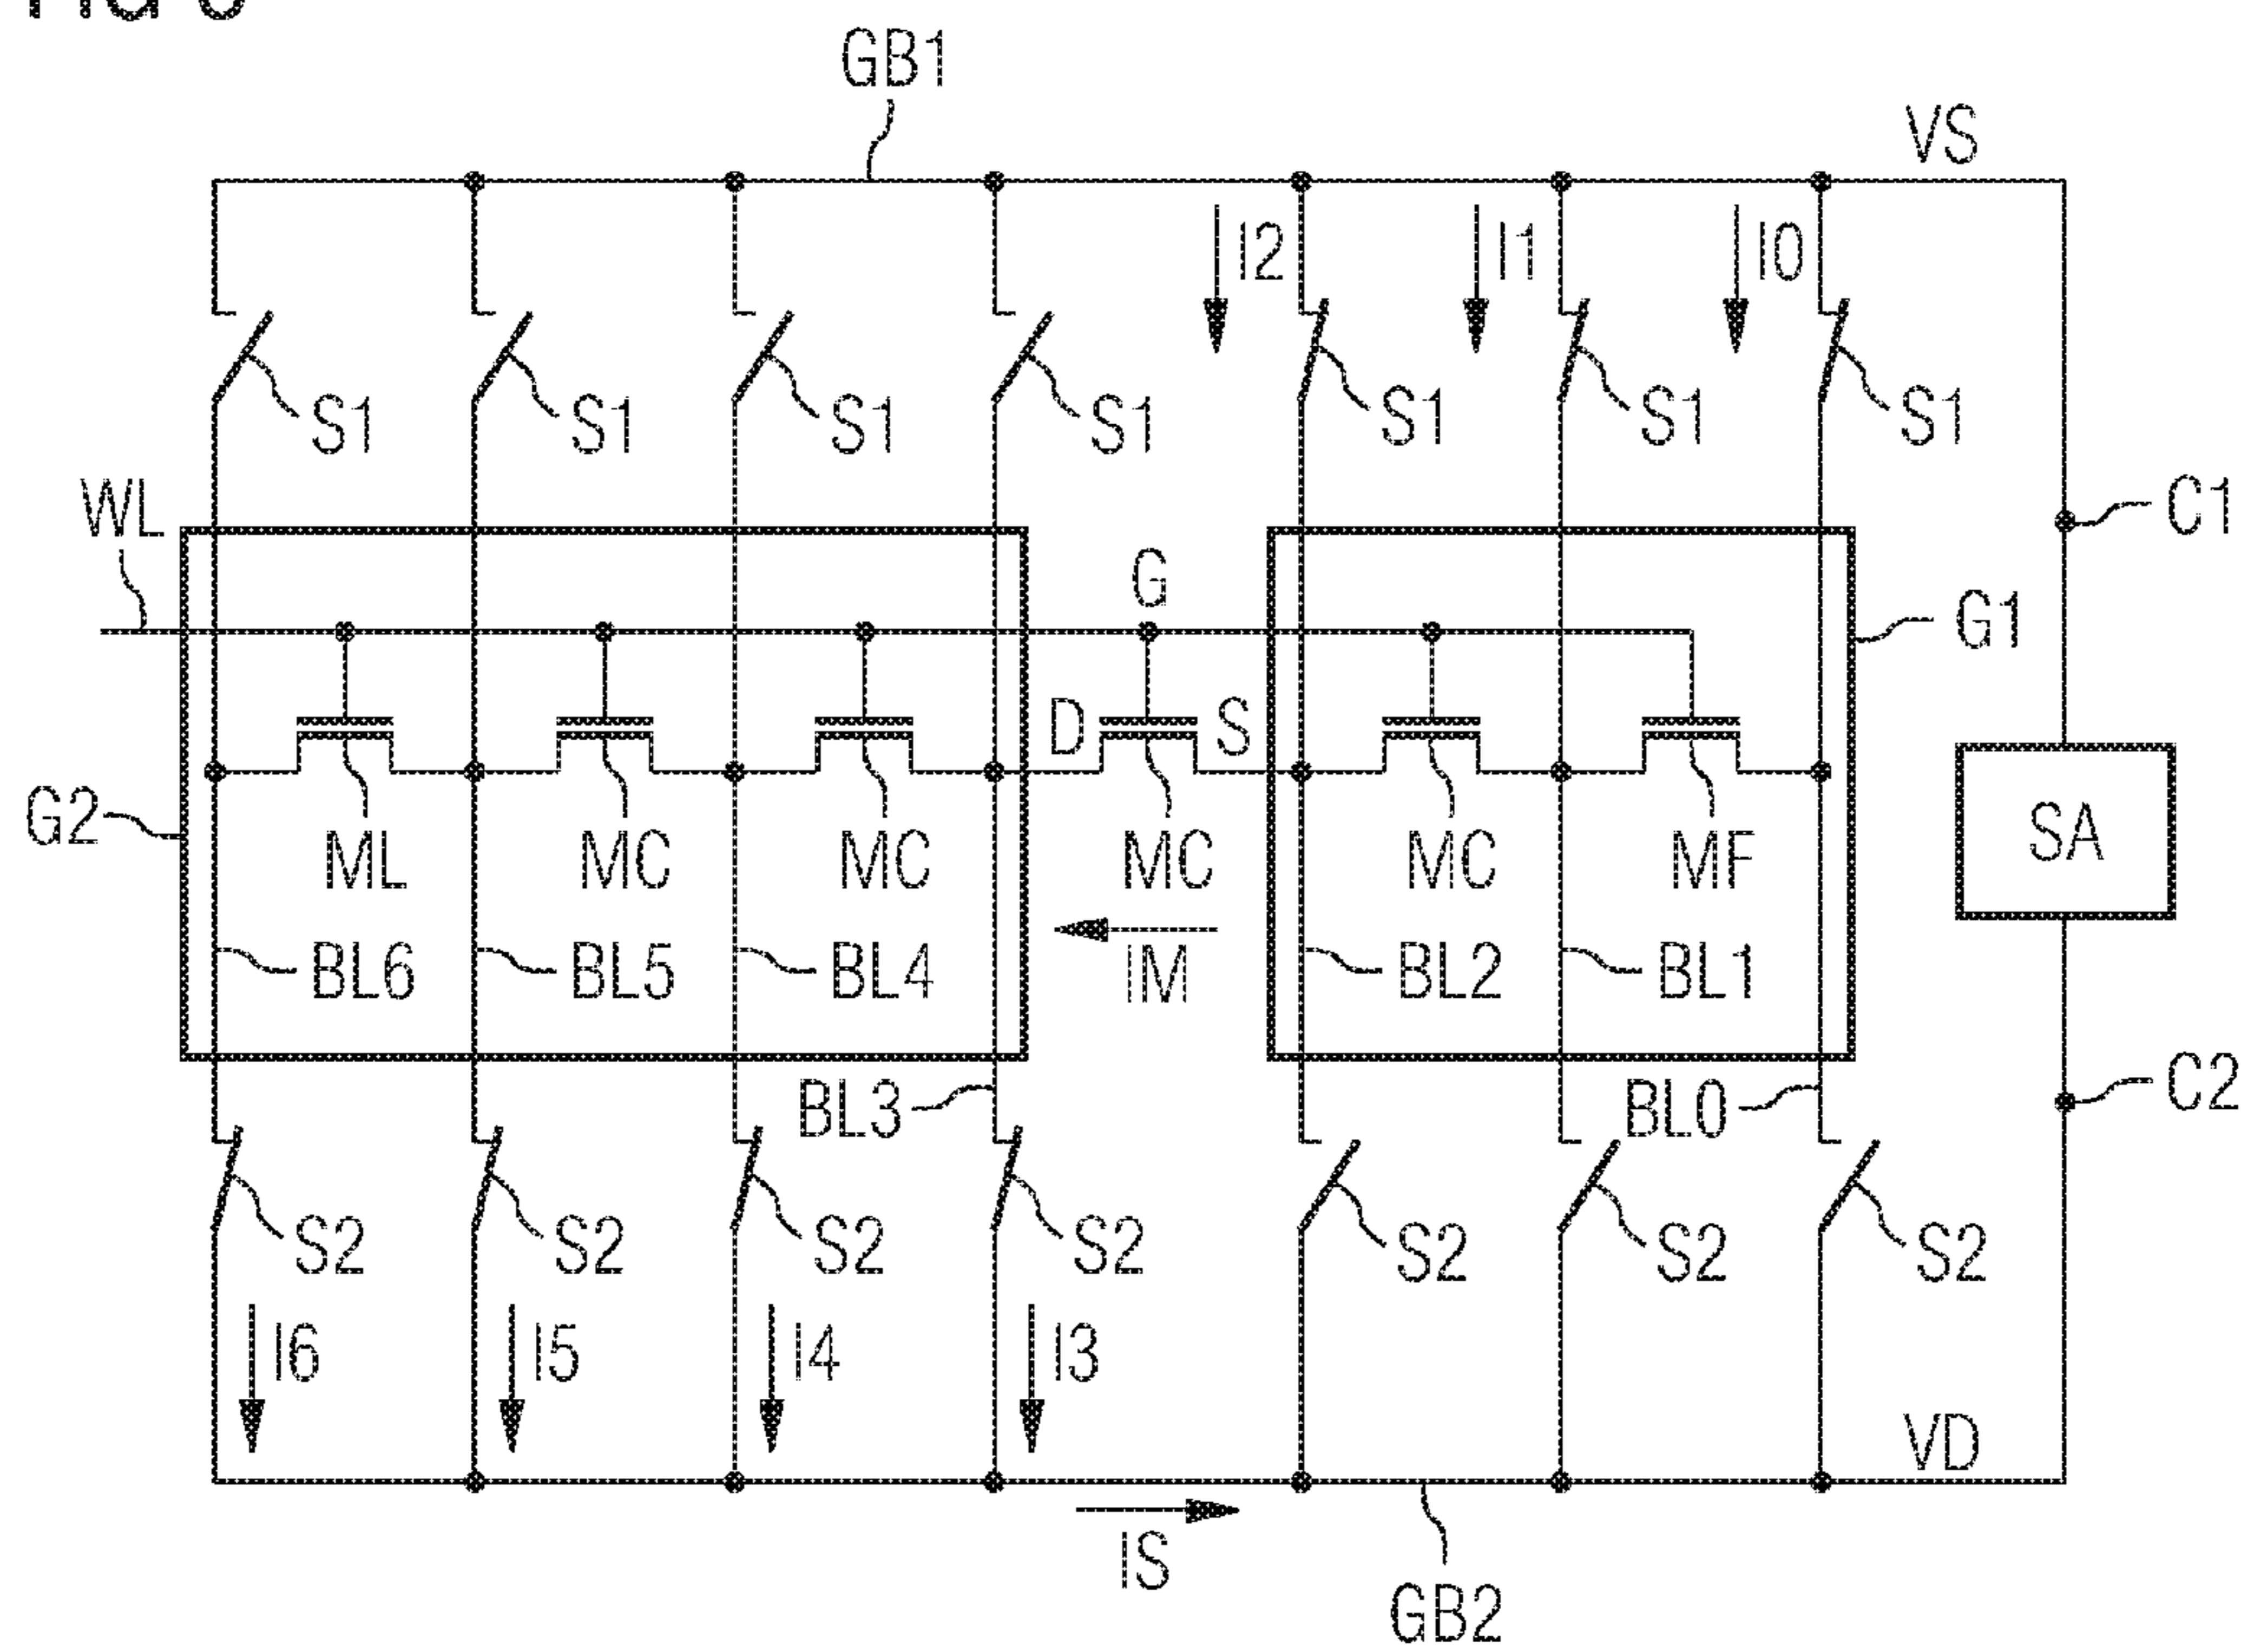 GB1
VS
I2 I1 I0
S1 S1 S1 S1 S1 S1 S1
WL
C1
G
G1
D S
G2
ML MC MC MC MC MF
SA
BL6 BL5 BL4 IM BL2 BL1
BL3 BL0
C2
S2 S2 S2 S2 S2 S2 S2
I6 I5 I4 I3
VD
IS
GB2